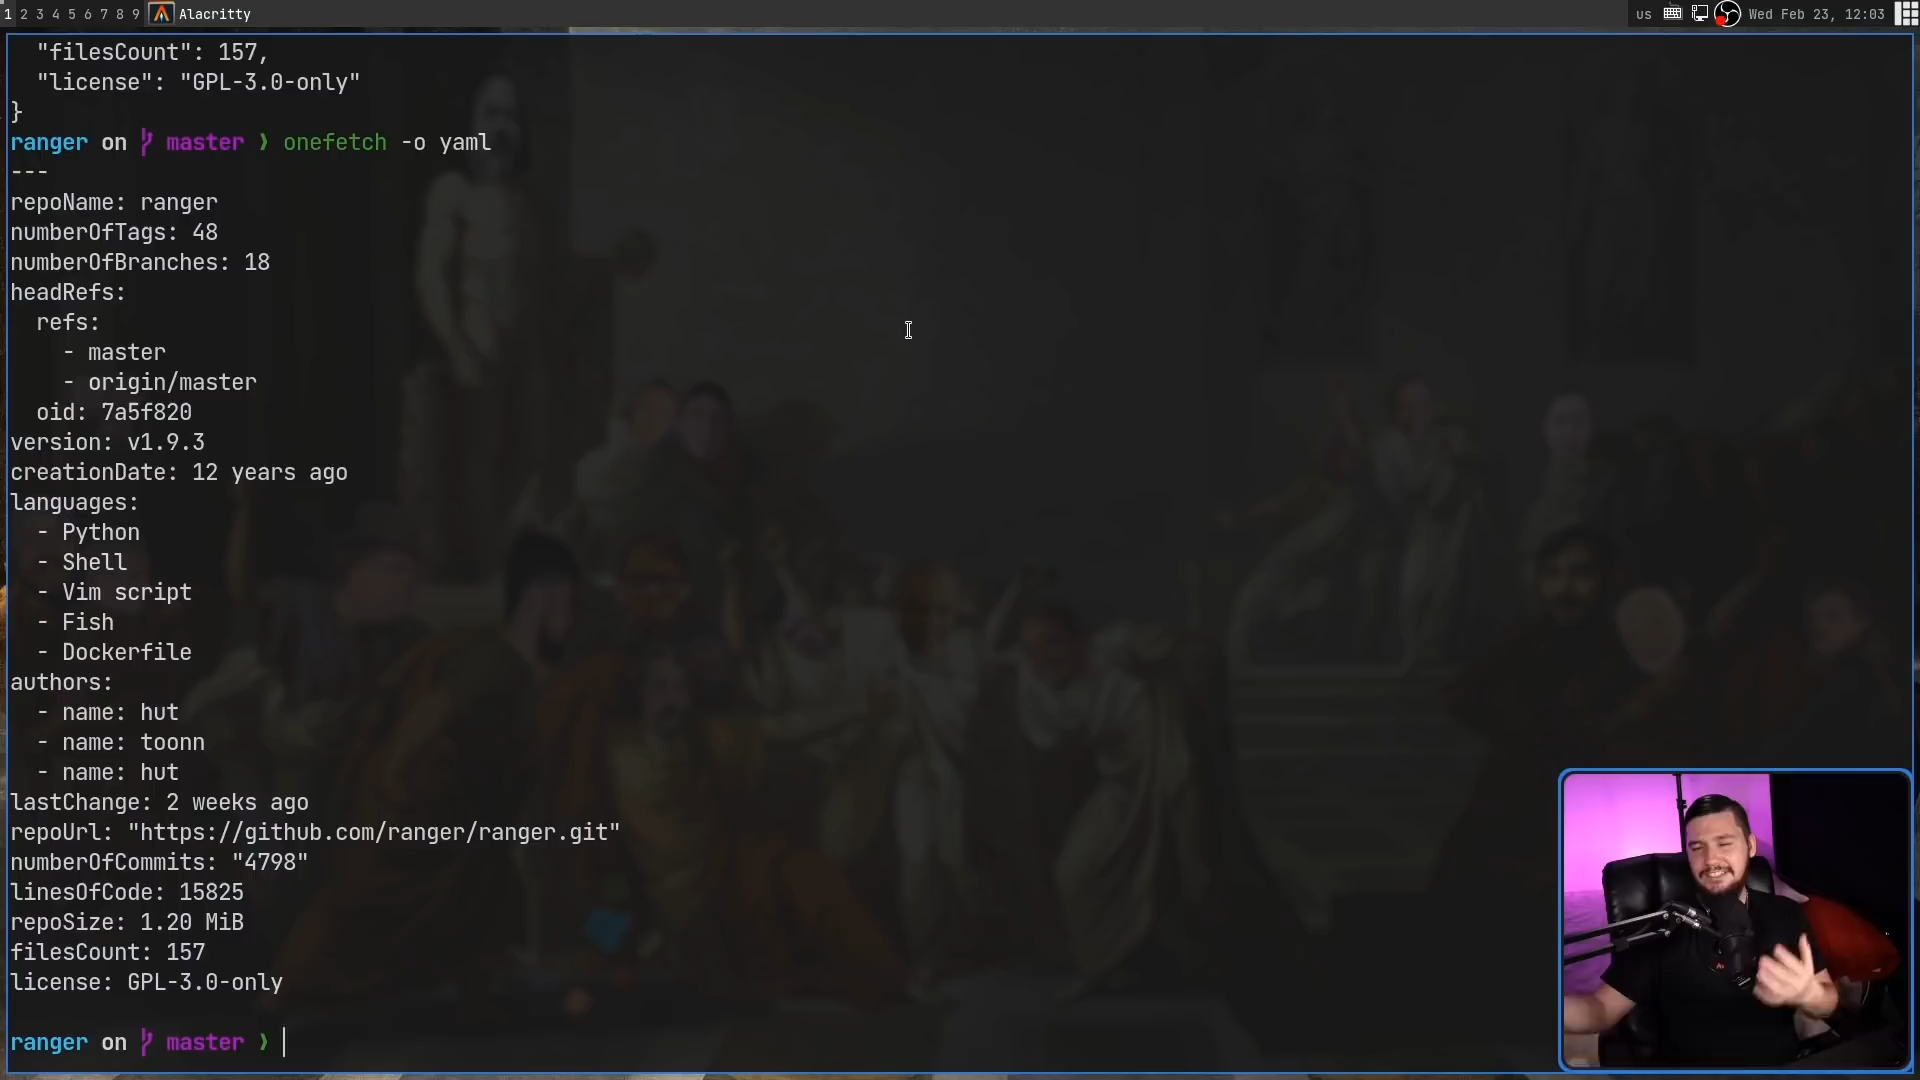 1 2 3 4 5 6 7 8 9 Alacritty us Wed Feb 23, 12:03
"filesCount": 157,
"license": "GPL-3.0-only"
}
ranger on master ❯ onefetch -o yaml
---
repoName: ranger
numberOfTags: 48
numberOfBranches: 18
headRefs:
refs:
- master
- origin/master
oid: 7a5f820
version: v1.9.3
creationDate: 12 years ago
languages:
- Python
- Shell
- Vim script
- Fish
- Dockerfile
authors:
- name: hut
- name: toonn
- name: hut
lastChange: 2 weeks ago
repoUrl: "https://github.com/ranger/ranger.git"
numberOfCommits: "4798"
linesOfCode: 15825
repoSize: 1.20 MiB
filesCount: 157
license: GPL-3.0-only
ranger on master ❯